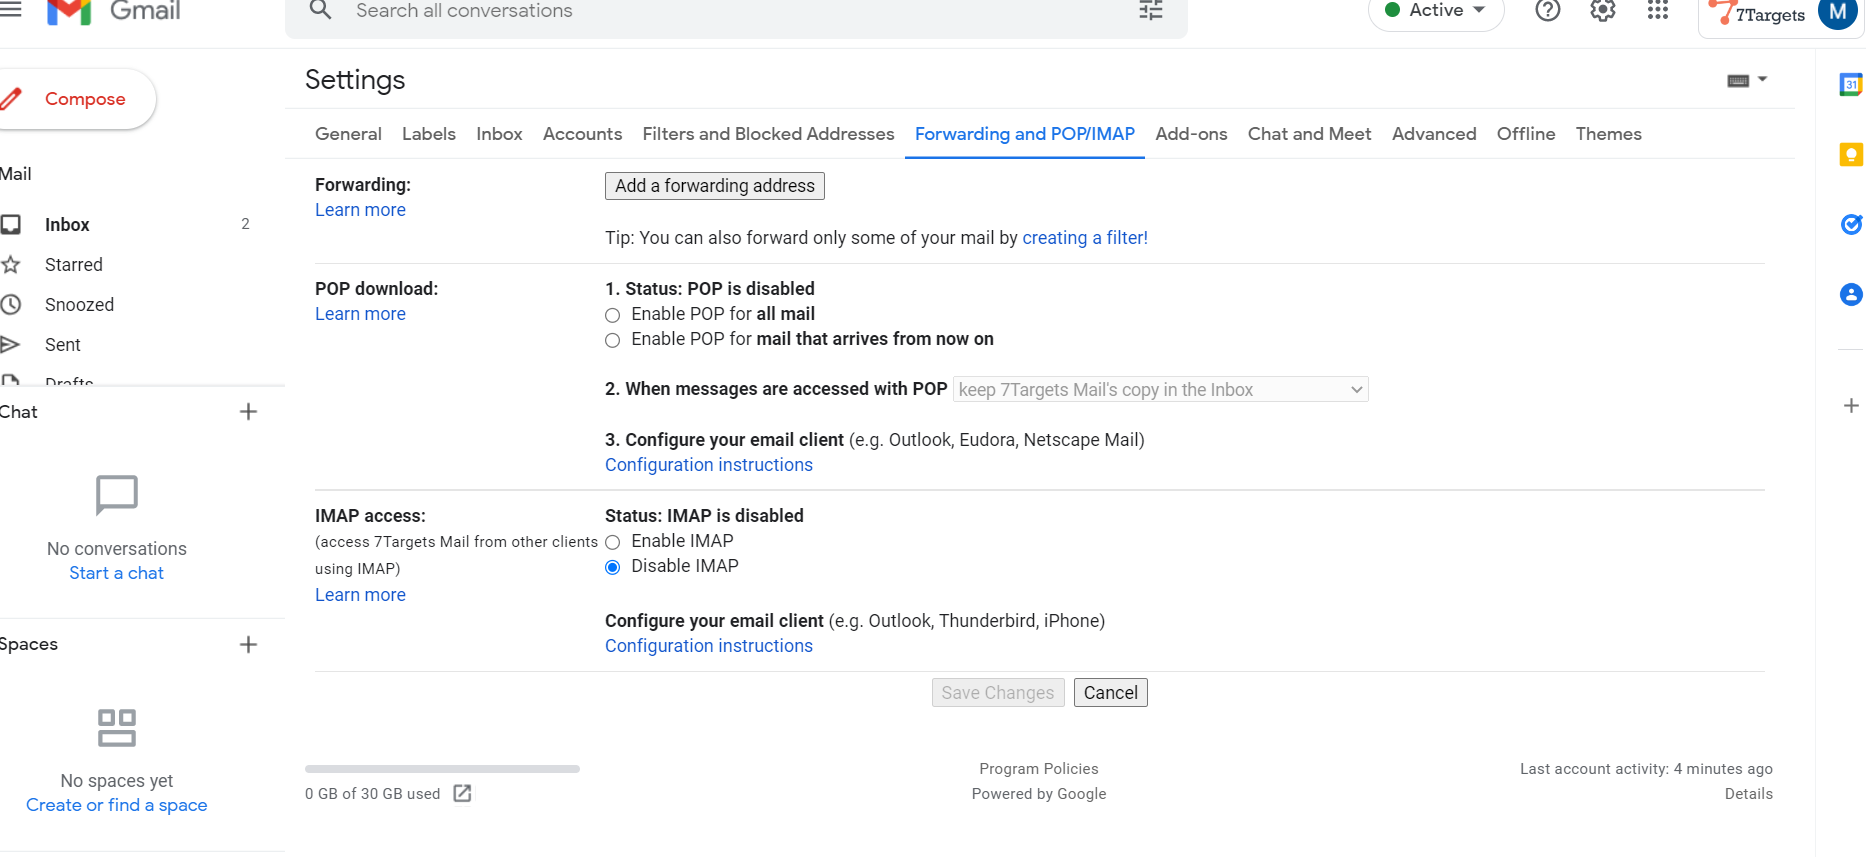 Gmail
Search all conversations
Active
7Targets
M
Compose
Mail
Inbox 2
Starred
Snoozed
Sent
Drafts
Chat
No conversations
Start a chat
Spaces
No spaces yet
Create or find a space
Settings
General Labels Inbox Accounts Filters and Blocked Addresses Forwarding and POP/IMAP Add-ons Chat and Meet Advanced Offline Themes
Forwarding:
Learn more
Add a forwarding address
Tip: You can also forward only some of your mail by creating a filter!
POP download:
Learn more
1. Status: POP is disabled
Enable POP for all mail
Enable POP for mail that arrives from now on
2. When messages are accessed with POP keep 7Targets Mail's copy in the Inbox
3. Configure your email client (e.g. Outlook, Eudora, Netscape Mail)
Configuration instructions
IMAP access:
(access 7Targets Mail from other clients
using IMAP)
Learn more
Status: IMAP is disabled
Enable IMAP
Disable IMAP
Configure your email client (e.g. Outlook, Thunderbird, iPhone)
Configuration instructions
Save Changes Cancel
0 GB of 30 GB used
Program Policies
Powered by Google
Last account activity: 4 minutes ago
Details
31